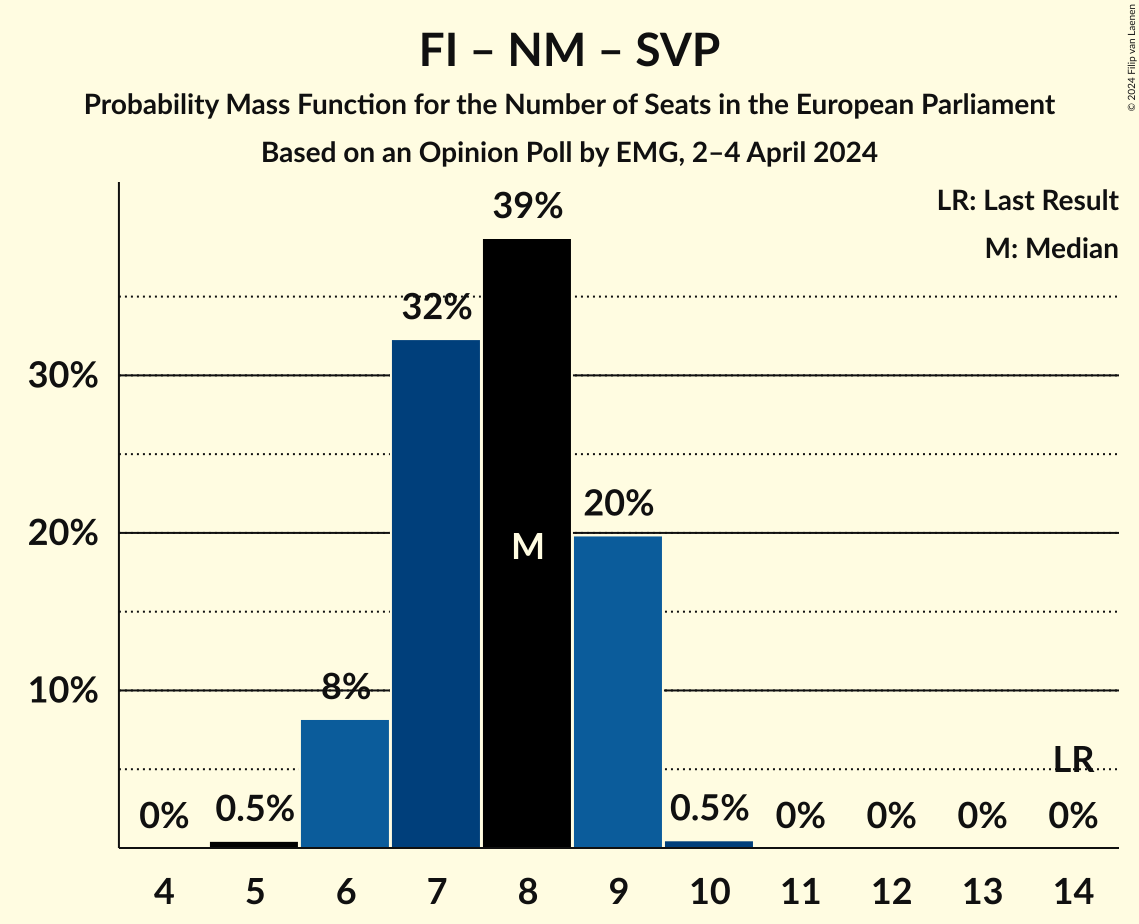 FI – NM – SVP
Probability Mass Function for the Number of Seats in the European Parliament
Based on an Opinion Poll by EMG, 2–4 April 2024
© 2024 Filip van Laenen
LR: Last Result
M: Median
39%
32%
30%
20%
M
20%
8%
10%
LR
0%
0.5%
0.5%
0%
0%
0%
0%
4 5 6 7 8 9 10 11 12 13 14